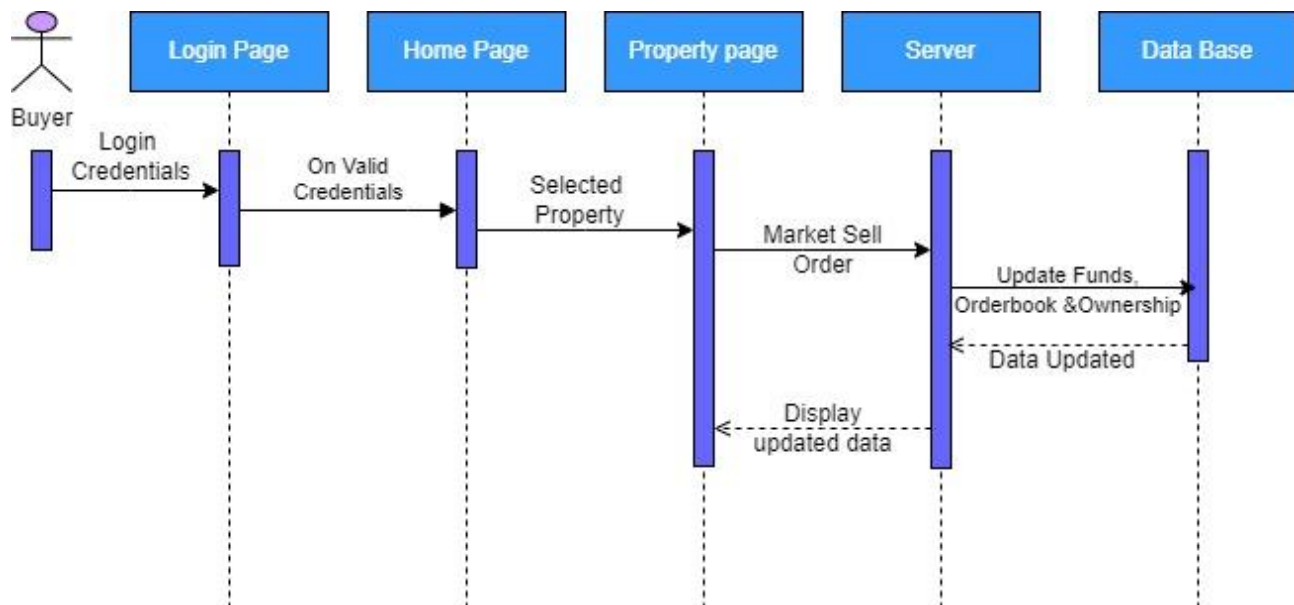 Login Page
Home Page
Property page
Server
Data Base
Buyer
Login
Credentials
On Valid
Credentials
Selected
Property
Market Sell
Order
Update Funds,
Orderbook &Ownership
Data Updated
Display
updated data